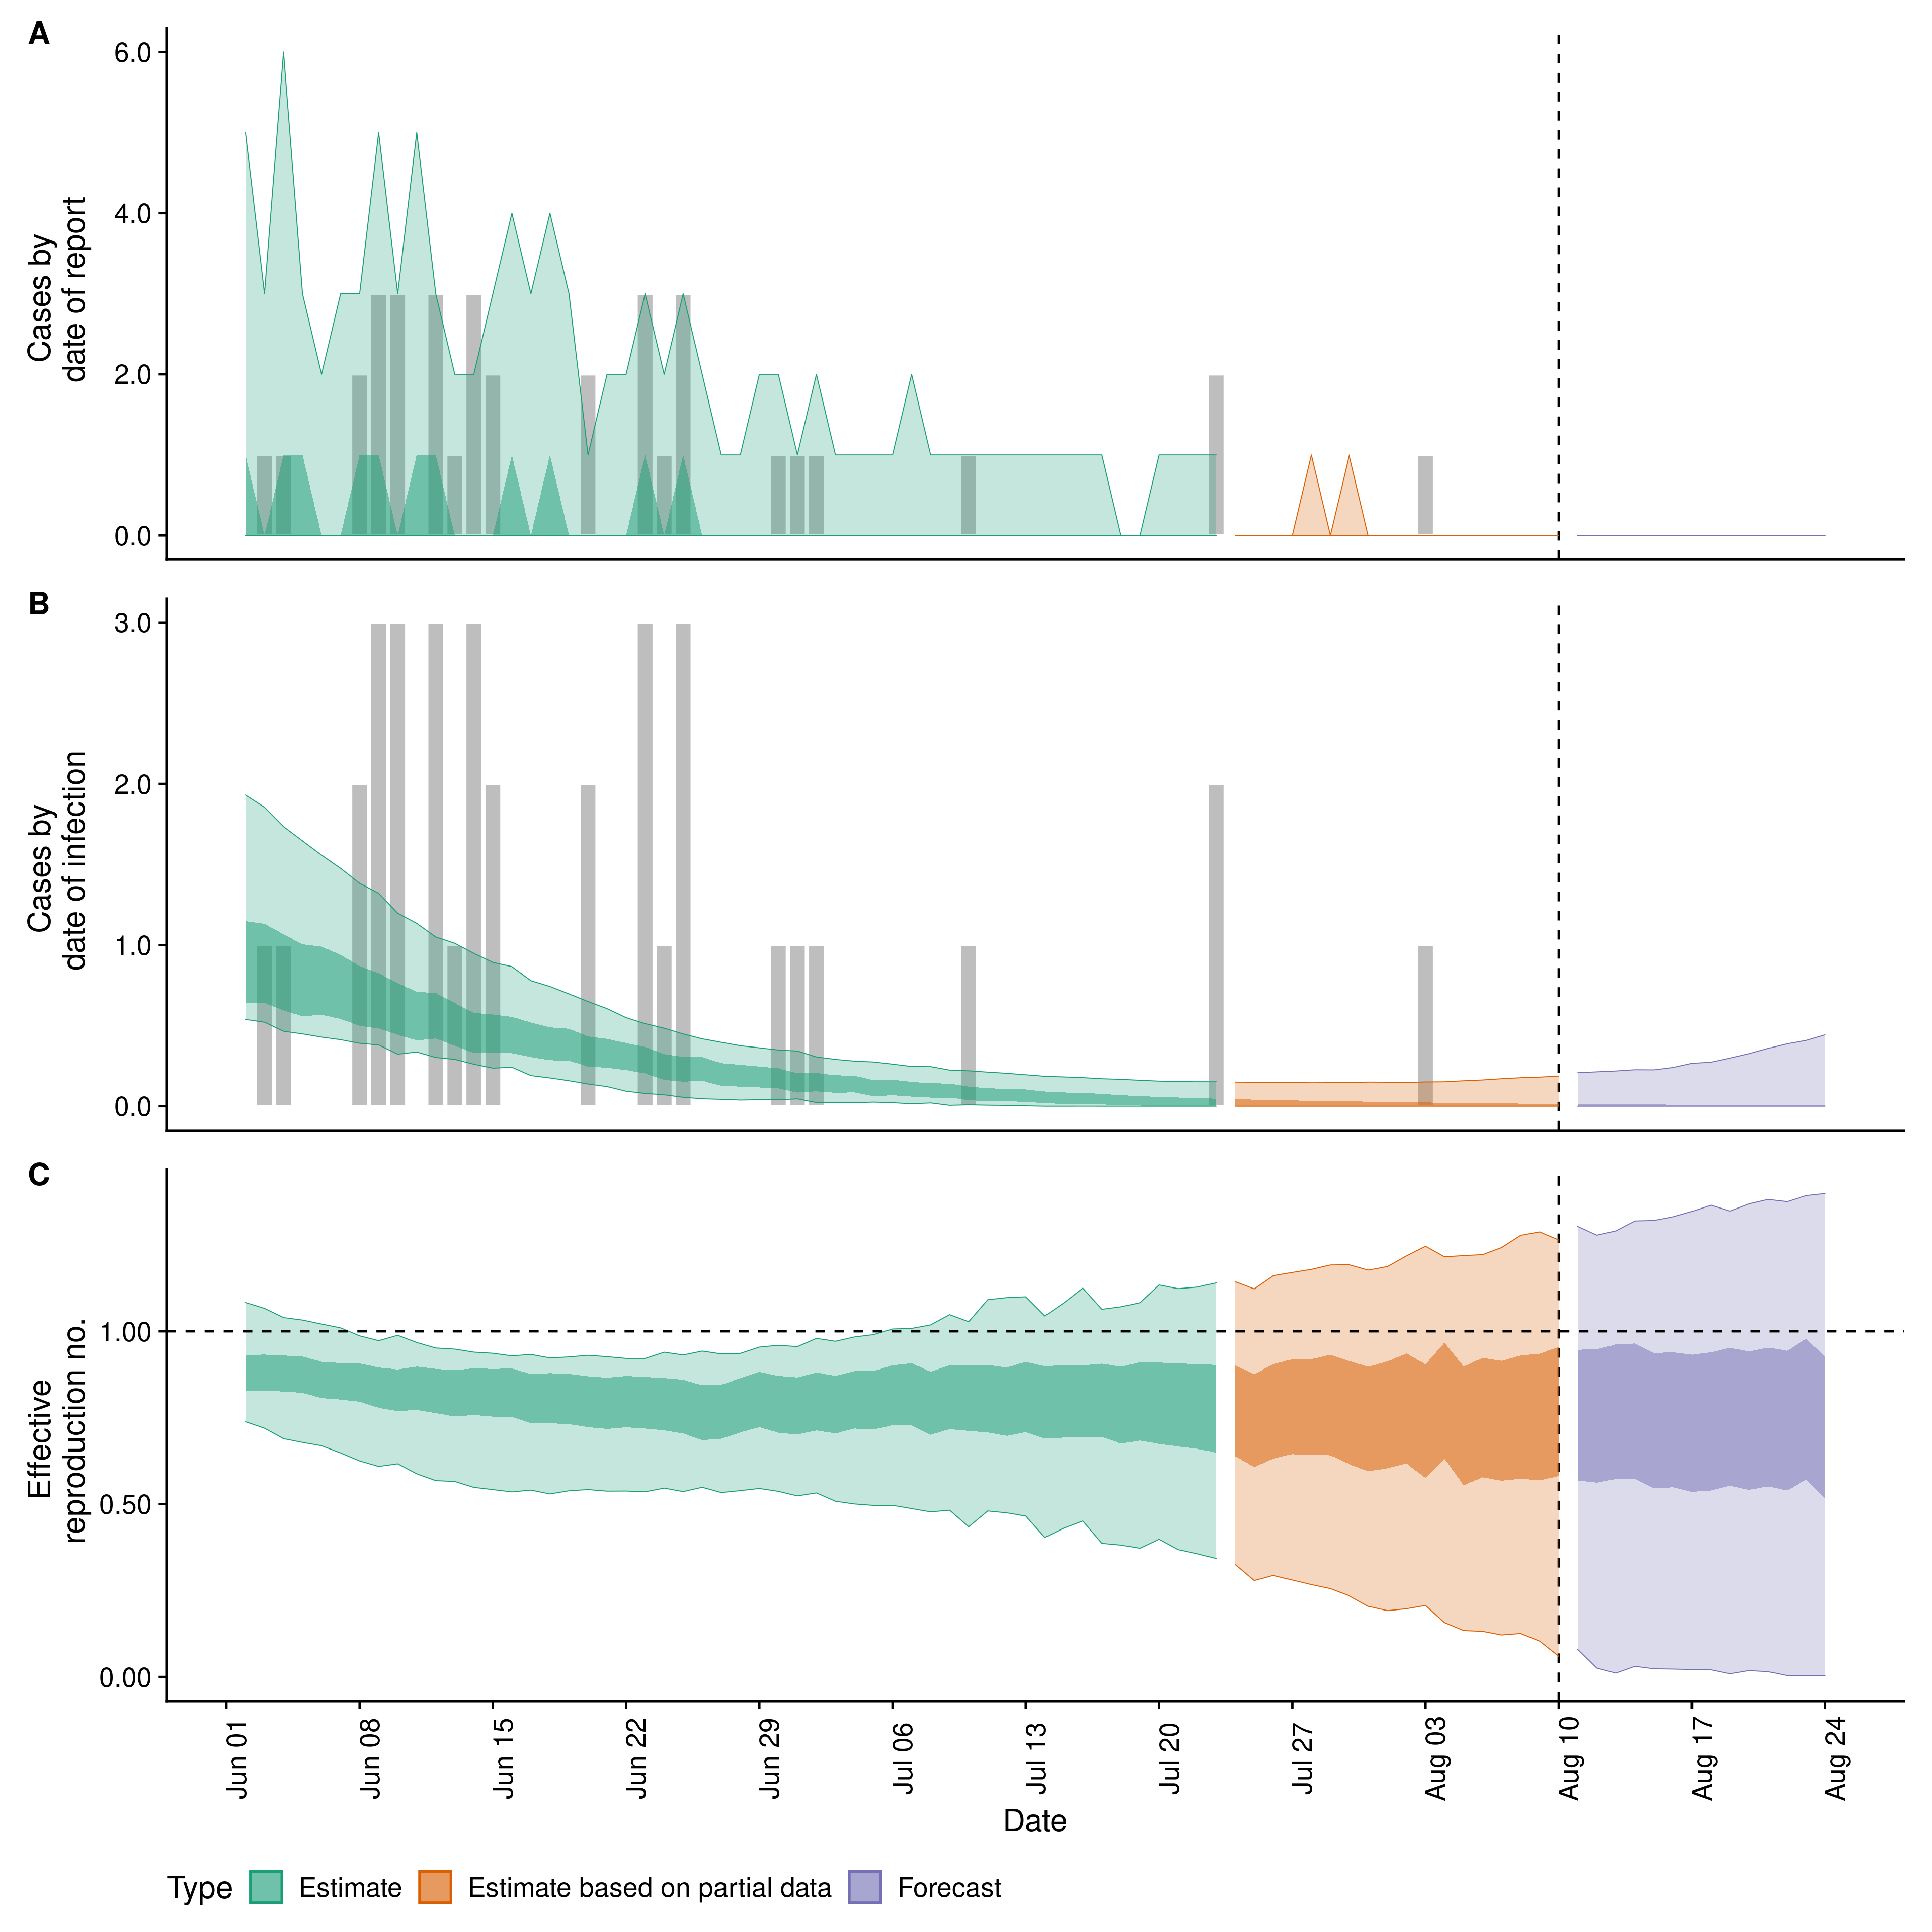 A
6.0
4.0
2.0
0.0
Cases by
date of report
B
3.0
2.0
1.0
0.0
Cases by
date of infection
C
1.00
0.50
0.00
Effective
reproduction no.
Jun 01
Jun 08
Jun 15
Jun 22
Jun 29
Jul 06
Jul 13
Jul 20
Jul 27
Aug 03
Aug 10
Aug 17
Aug 24
Date
Type Estimate Estimate based on partial data Forecast